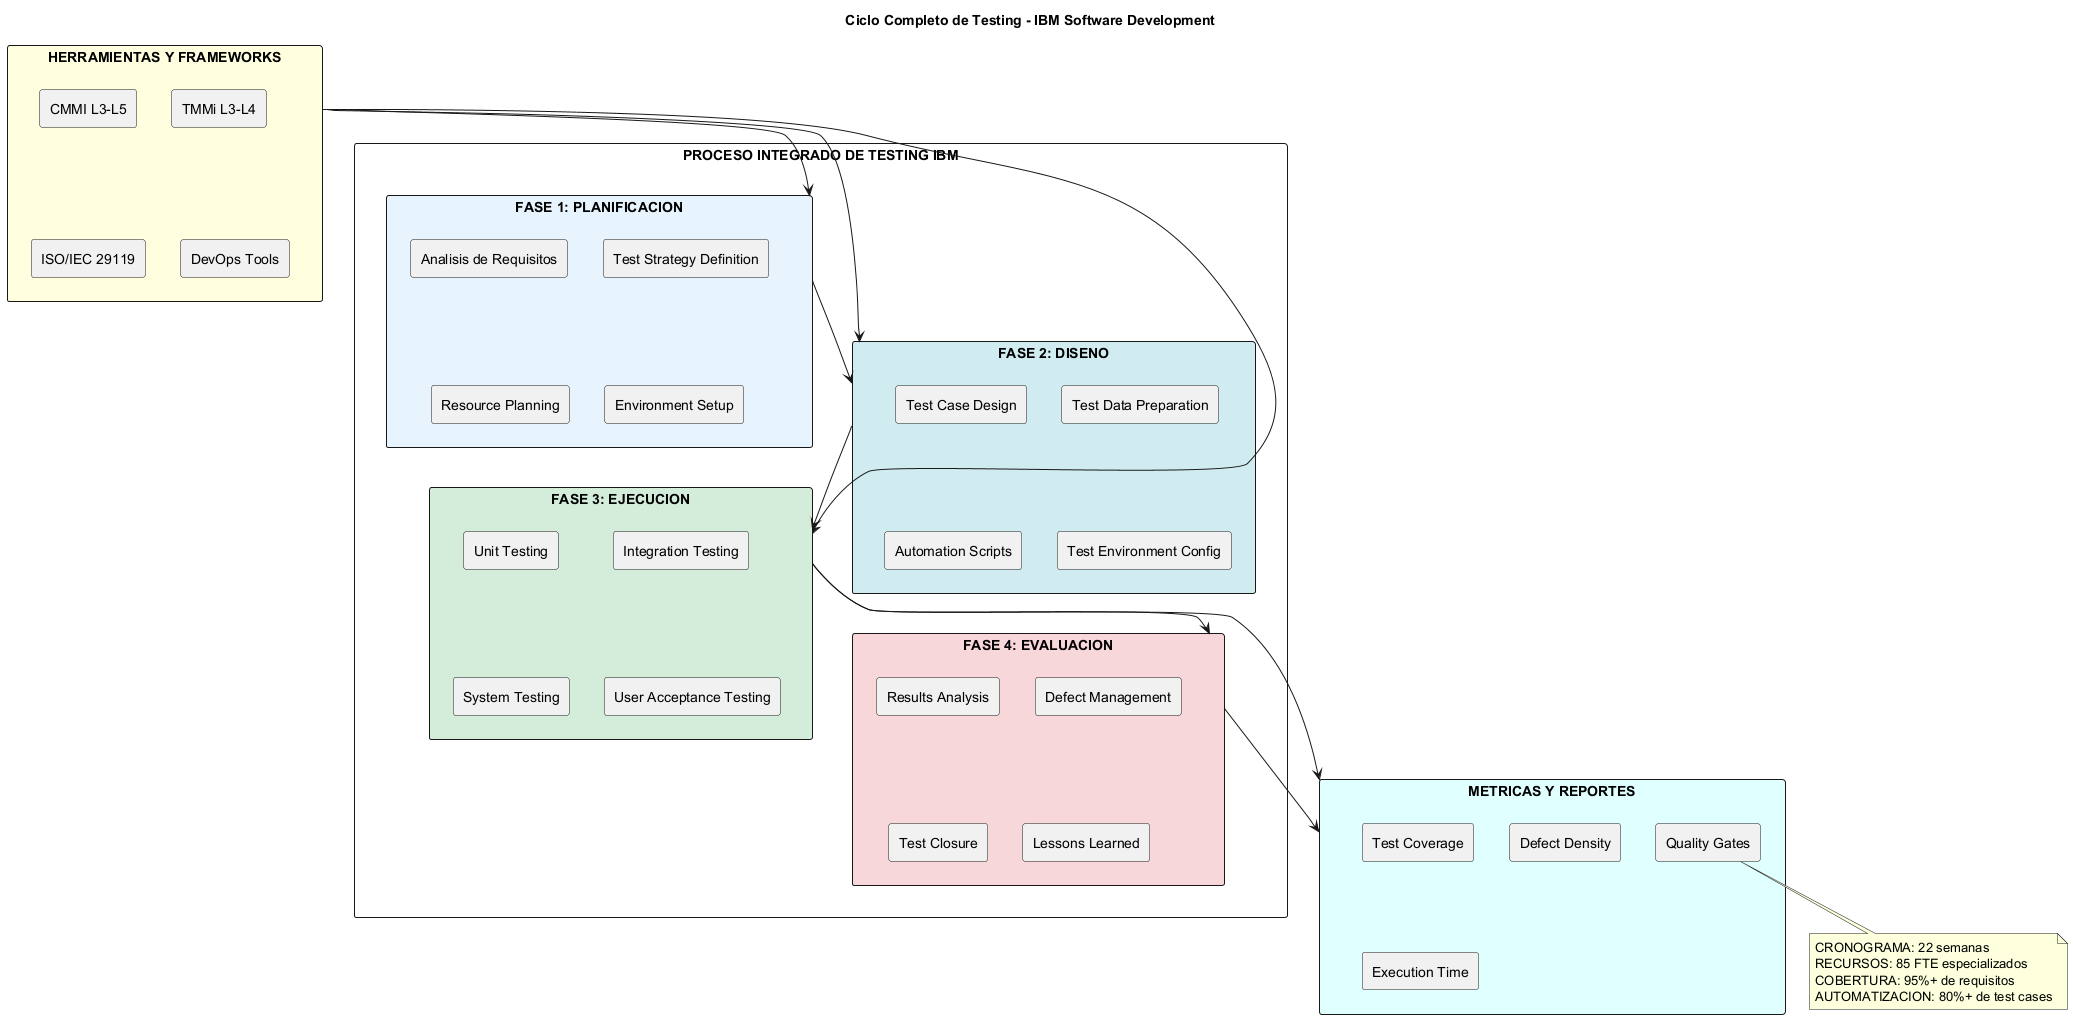 Ciclo Completo de Testing - IBM Software Development
HERRAMIENTAS Y FRAMEWORKS
CMMI L3-L5
TMMi L3-L4
ISO/IEC 29119
DevOps Tools
PROCESO INTEGRADO DE TESTING IBM
FASE 1: PLANIFICACION
Analisis de Requisitos
Test Strategy Definition
Resource Planning
Environment Setup
FASE 2: DISENO
Test Case Design
Test Data Preparation
Automation Scripts
Test Environment Config
FASE 3: EJECUCION
Unit Testing
Integration Testing
System Testing
User Acceptance Testing
FASE 4: EVALUACION
Results Analysis
Defect Management
Test Closure
Lessons Learned
METRICAS Y REPORTES
Test Coverage
Defect Density
Quality Gates
Execution Time
CRONOGRAMA: 22 semanas
RECURSOS: 85 FTE especializados
COBERTURA: 95%+ de requisitos
AUTOMATIZACION: 80%+ de test cases